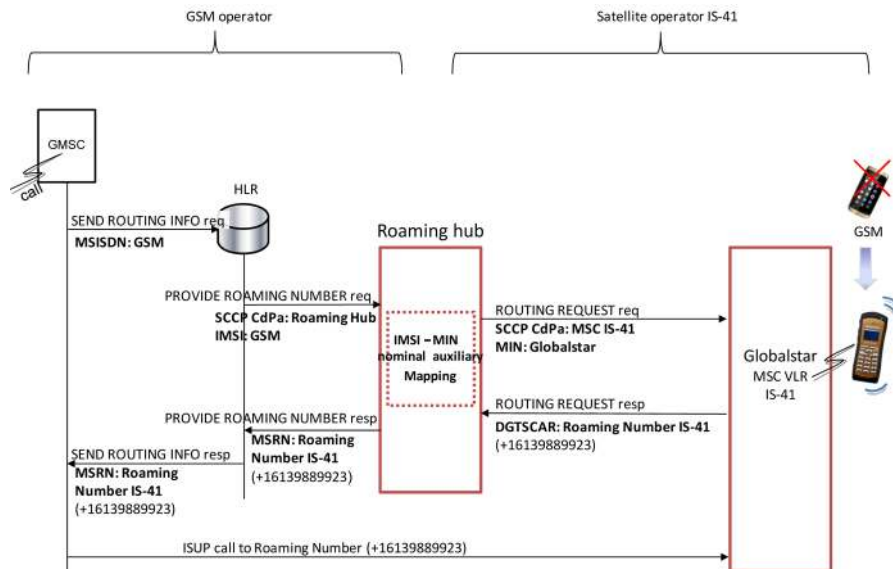 GSM operator
Satellite operator IS-41
GMSC
call
HLR
SEND ROUTING INFO req
MSISDN: GSM
Roaming hub
GSM
PROVIDE ROAMING NUMBER req
SCCP CdPa: Roaming Hub
IMSI: GSM
ROUTING REQUEST req
SCCP CdPa: MSC IS-41
MIN: Globalstar
IMSI – MIN
nominal auxiliary
Mapping
Globalstar
MSC VLR
IS-41
ROUTING REQUEST resp
DGTSCAR: Roaming Number IS-41
(+16139889923)
PROVIDE ROAMING NUMBER resp
MSRN: Roaming
Number IS-41
(+16139889923)
SEND ROUTING INFO resp
MSRN: Roaming
Number IS-41
(+16139889923)
ISUP call to Roaming Number (+16139889923)